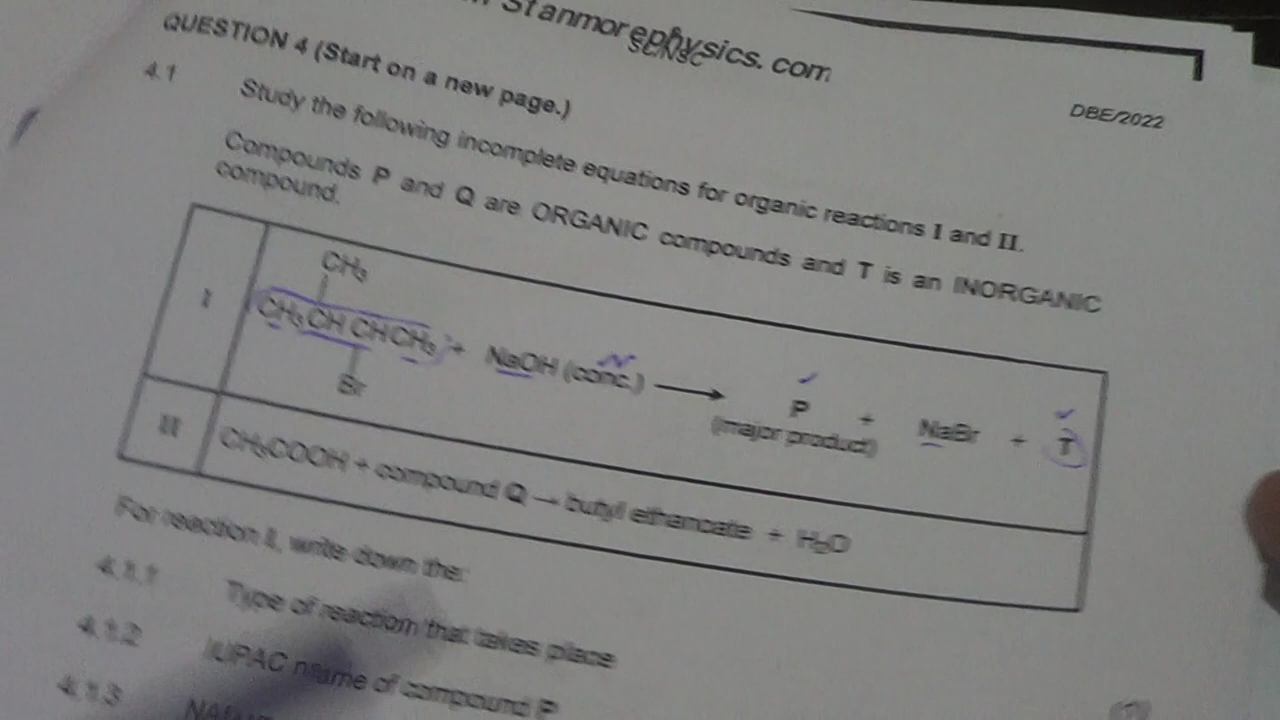 Stanmorephysics.com
SC/NSC
DBE/2022
QUESTION 4 (Start on a new page.)
4.1 Study the following incomplete equations for organic reactions I and II.
Compounds P and Q are ORGANIC compounds and T is an INORGANIC
compound.
CH₃
I CH₃CH CHCH₃ + NaOH (conc.) → P + NaBr + T
Br (major product)
II CH₃COOH + compound Q → butyl ethanoate + H₂O
For reaction I, write down the:
4.1.1 Type of reaction that takes place
4.1.2 IUPAC name of compound P
4.1.3